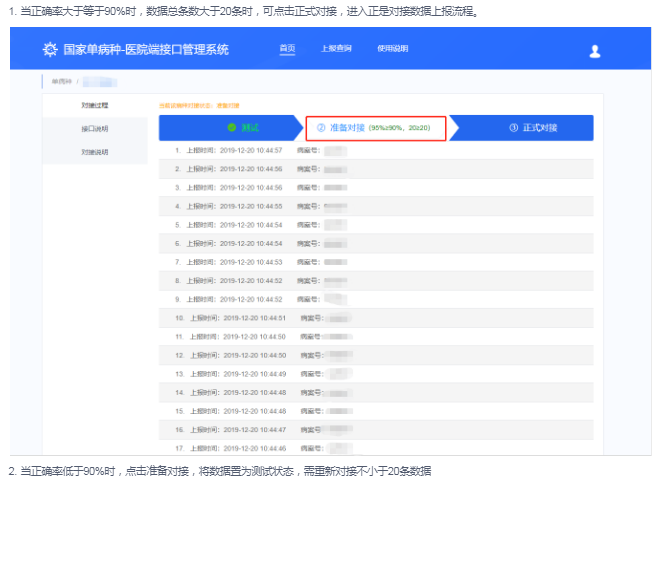 1. 当正确率大于等于90%时，数据总条数大于20条时，可点击正式对接，进入正是对接数据上报流程。
国家单病种-医院端接口管理系统 首页 上报查询 使用说明
单病种：
对接过程 当前该病种对接状态：准备对接
接口说明 测试 ② 准备对接 (95%≥90%，20≥20) ③ 正式对接
对接说明
1. 上报时间：2019-12-20 10:44:57 病案号：
2. 上报时间：2019-12-20 10:44:56 病案号：
3. 上报时间：2019-12-20 10:44:56 病案号：
4. 上报时间：2019-12-20 10:44:55 病案号：
5. 上报时间：2019-12-20 10:44:54 病案号：
6. 上报时间：2019-12-20 10:44:54 病案号：
7. 上报时间：2019-12-20 10:44:53 病案号：
8. 上报时间：2019-12-20 10:44:52 病案号：
9. 上报时间：2019-12-20 10:44:52 病案号：
10. 上报时间：2019-12-20 10:44:51 病案号：
11. 上报时间：2019-12-20 10:44:50 病案号：
12. 上报时间：2019-12-20 10:44:50 病案号：
13. 上报时间：2019-12-20 10:44:49 病案号：
14. 上报时间：2019-12-20 10:44:48 病案号：
15. 上报时间：2019-12-20 10:44:48 病案号：
16. 上报时间：2019-12-20 10:44:47 病案号：
17. 上报时间：2019-12-20 10:44:46 病案号：
2. 当正确率低于90%时，点击准备对接，将数据置为测试状态，需重新对接不小于20条数据